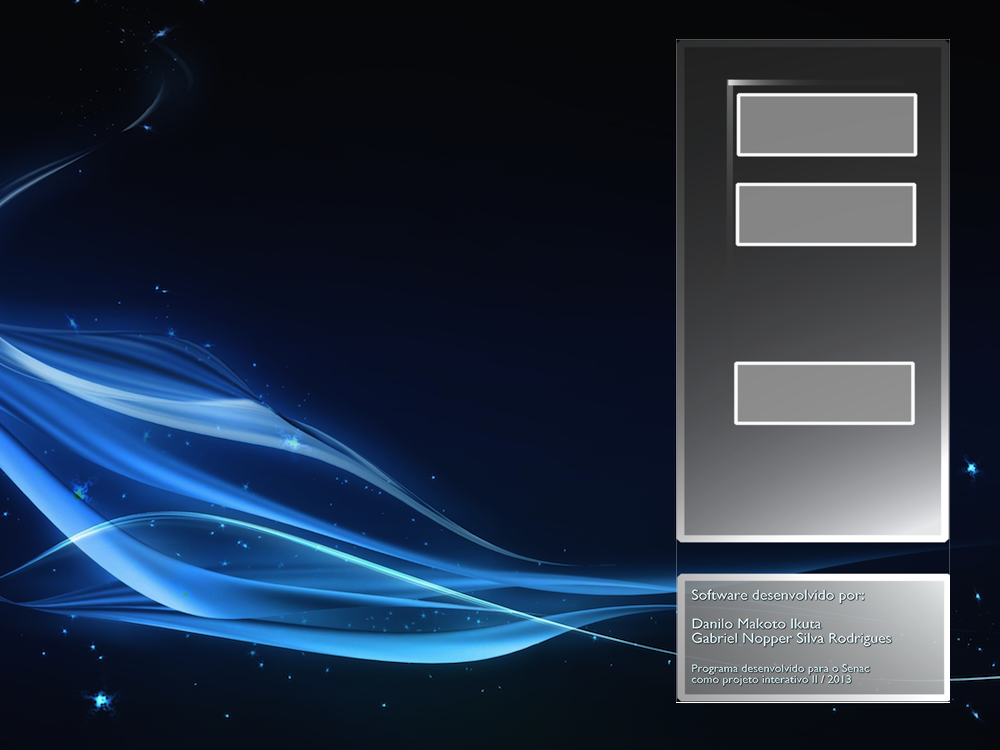 Software desenvolvido por:
Danilo Makoto Ikuta
Gabriel Nopper Silva Rodrigues
Programa desenvolvido para o Senac
como projeto interativo II / 2013